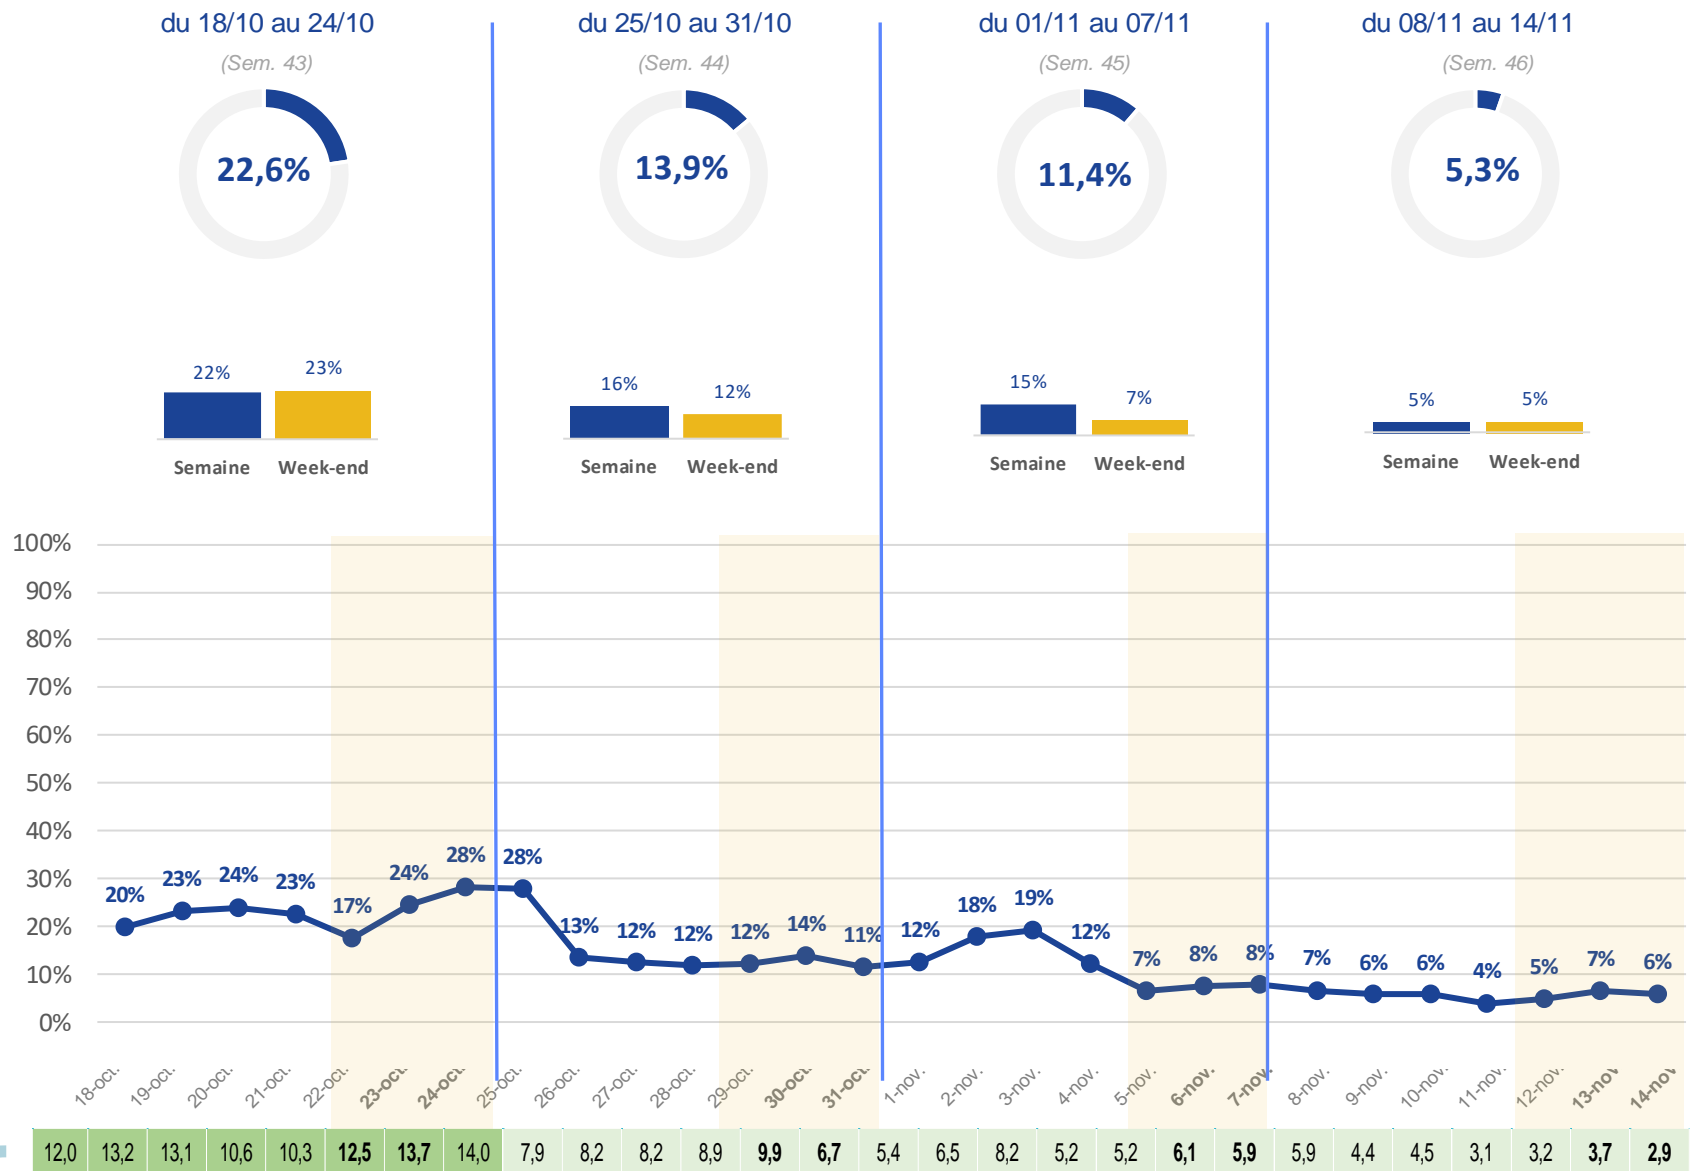 du 18/10 au 24/10
(Sem. 43)
22,6%
22%
23%
Semaine
Week-end
du 25/10 au 31/10
(Sem. 44)
13,9%
16%
12%
Semaine
Week-end
du 01/11 au 07/11
(Sem. 45)
11,4%
15%
7%
Semaine
Week-end
du 08/11 au 14/11
(Sem. 46)
5,3%
5%
5%
Semaine
Week-end
100%
90%
80%
70%
60%
50%
40%
30%
20%
10%
0%
20% 23% 24% 23% 17% 24% 28% 28% 13% 12% 12% 12% 14% 11% 12% 18% 19% 12% 7% 8% 8% 7% 6% 6% 4% 5% 7% 6%
18-oct. 19-oct. 20-oct. 21-oct. 22-oct. 23-oct. 24-oct. 25-oct. 26-oct. 27-oct. 28-oct. 29-oct. 30-oct. 31-oct. 1-nov. 2-nov. 3-nov. 4-nov. 5-nov. 6-nov. 7-nov. 8-nov. 9-nov. 10-nov. 11-nov. 12-nov. 13-nov. 14-nov.
12,0 13,2 13,1 10,6 10,3 12,5 13,7 14,0 7,9 8,2 8,2 8,9 9,9 6,7 5,4 6,5 8,2 5,2 5,2 6,1 5,9 5,9 4,4 4,5 3,1 3,2 3,7 2,9